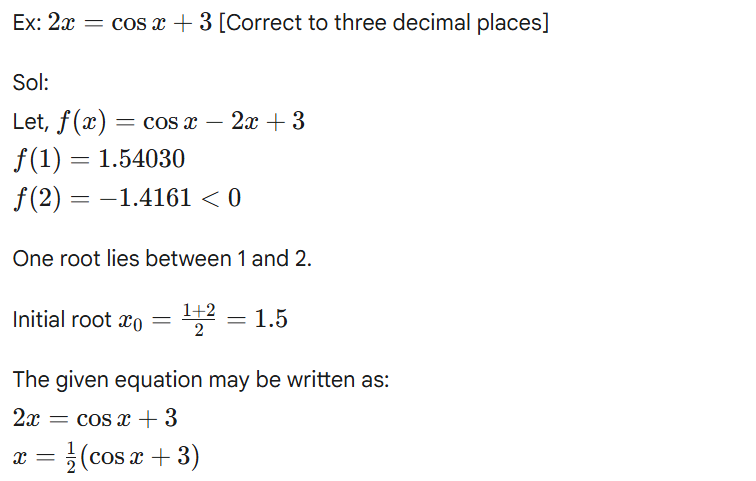 Ex: 2x = cos x + 3 [Correct to three decimal places]
Sol:
Let, f(x) = cos x − 2x + 3
f(1) = 1.54030
f(2) = −1.4161 < 0
One root lies between 1 and 2.
Initial root x₀ = \frac{1+2}{2} = 1.5
The given equation may be written as:
2x = cos x + 3
x = \frac{1}{2}(cos x + 3)